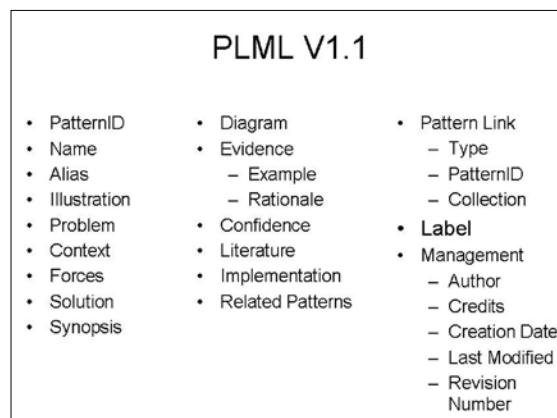 PLML V1.1
• PatternID
• Name
• Alias
• Illustration
• Problem
• Context
• Forces
• Solution
• Synopsis
• Diagram
• Evidence
– Example
– Rationale
• Confidence
• Literature
• Implementation
• Related Patterns
• Pattern Link
– Type
– PatternID
– Collection
• Label
• Management
– Author
– Credits
– Creation Date
– Last Modified
– Revision
Number